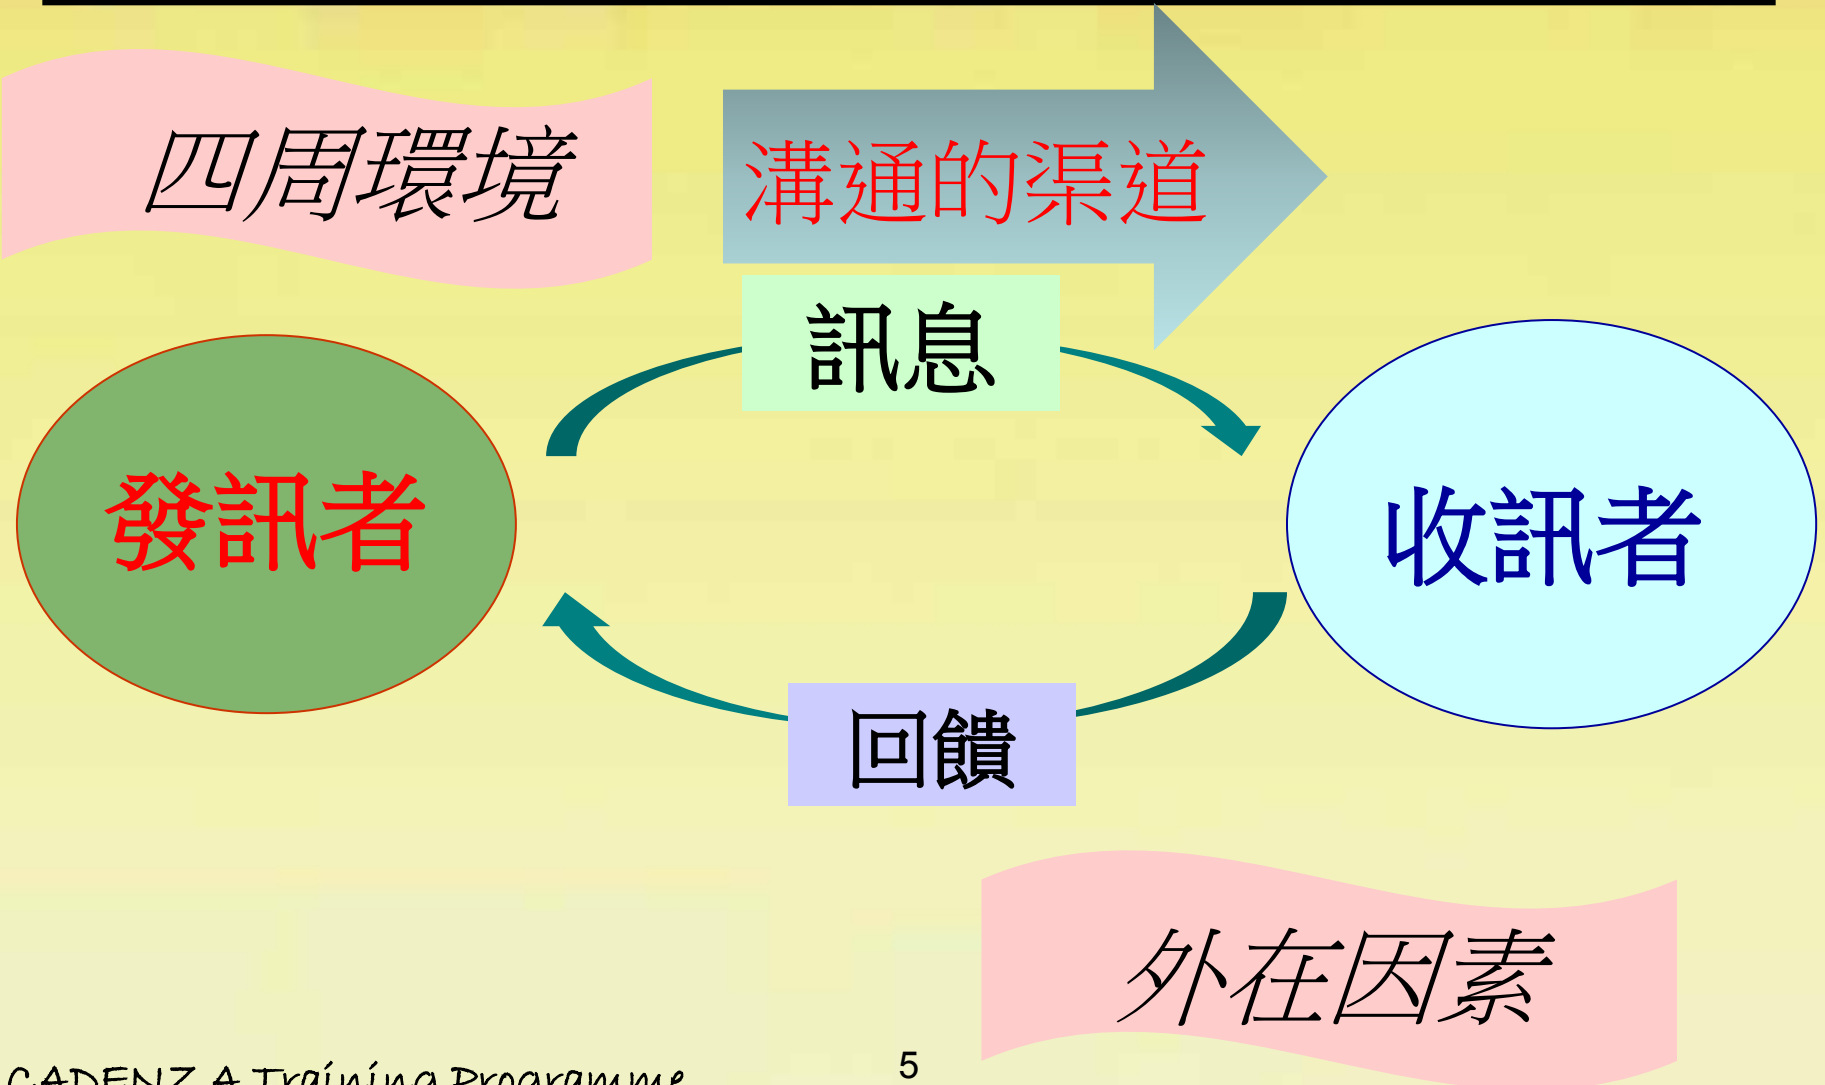 四周環境
溝通的渠道
訊息
發訊者
收訊者
回饋
外在因素
CADENZA Training Programme
5